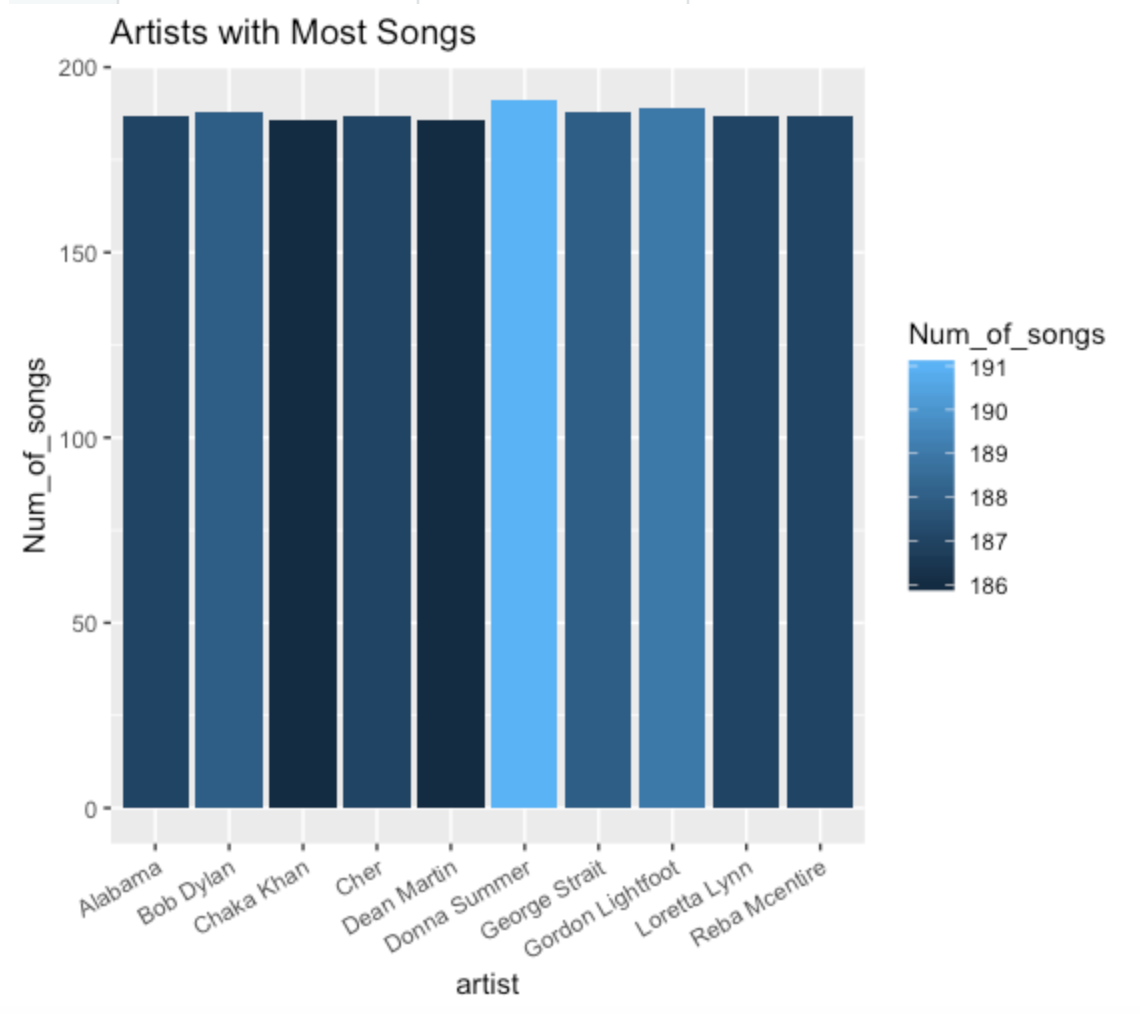 Artists with Most Songs
200
150
100
50
0
Num_of_songs
Alabama
Bob Dylan
Chaka Khan
Cher
Dean Martin
Donna Summer
George Strait
Gordon Lightfoot
Loretta Lynn
Reba Mcentire
artist
Num_of_songs
191
190
189
188
187
186